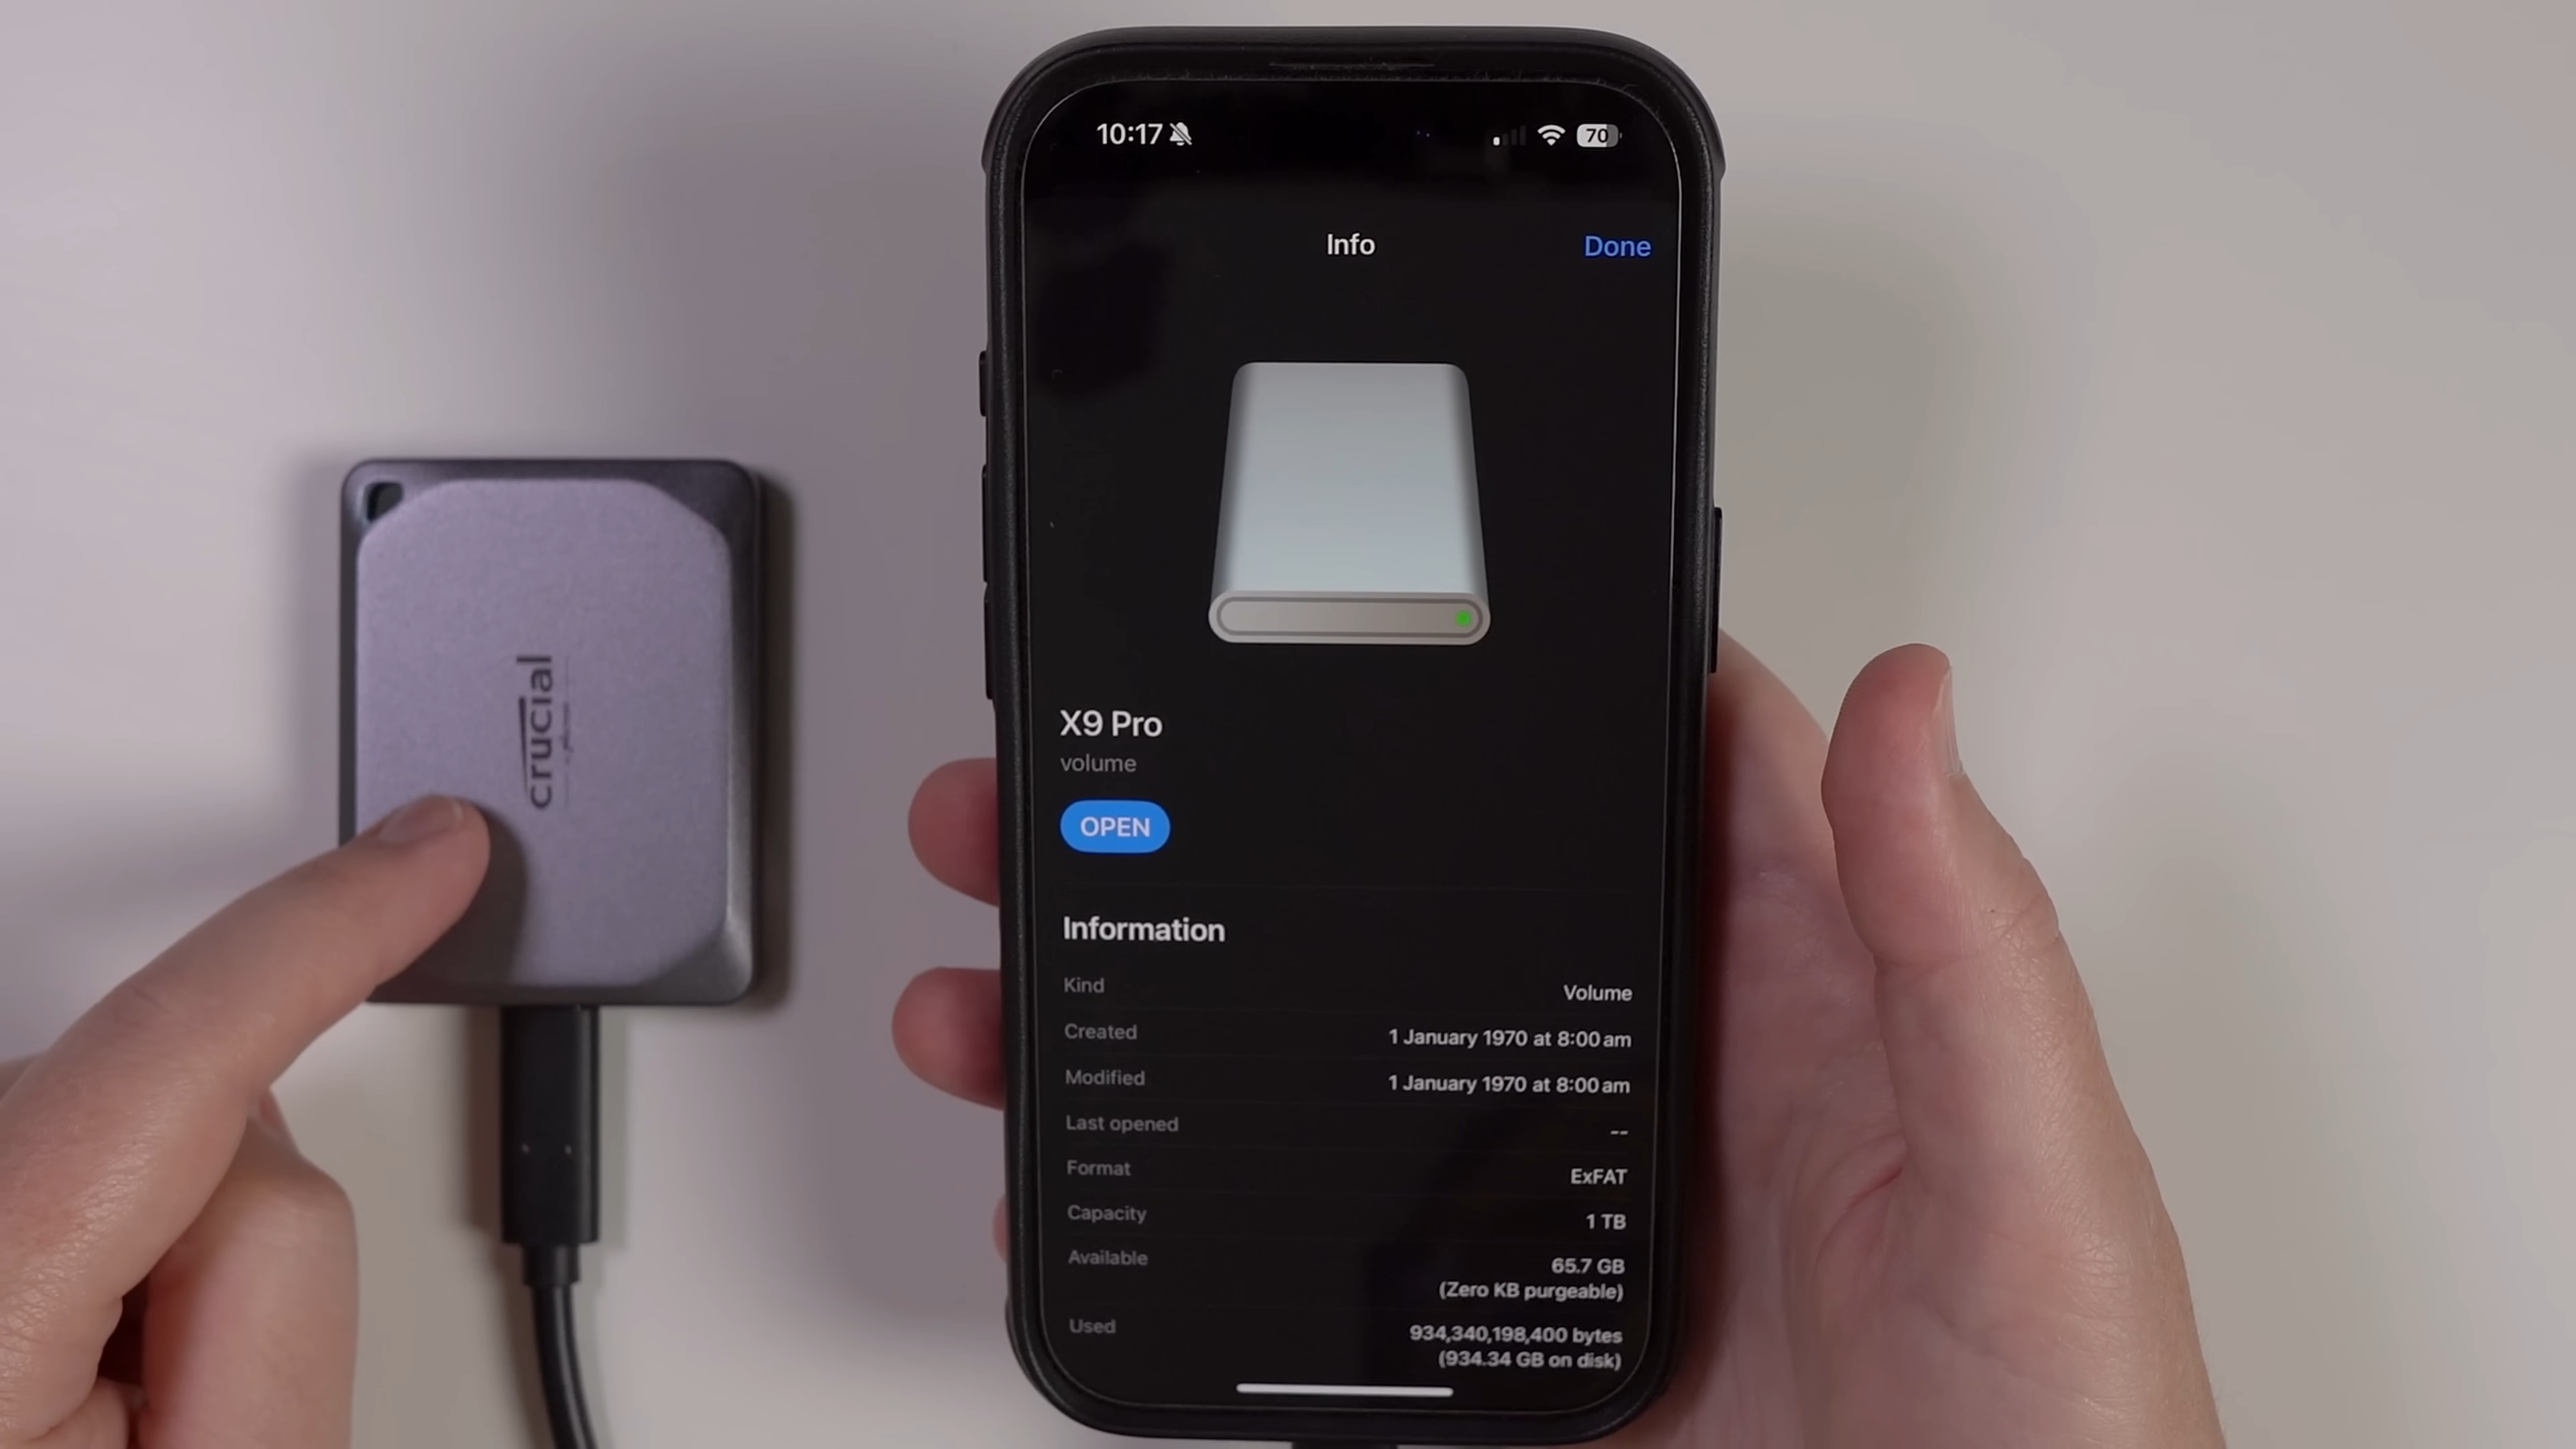 10:17
70
Info
Done
X9 Pro
volume
OPEN
Information
Kind Volume
Created 1 January 1970 at 8:00 am
Modified 1 January 1970 at 8:00 am
Last opened --
Format ExFAT
Capacity 1 TB
Available 65.7 GB
(Zero KB purgeable)
Used 934,340,198,400 bytes
(934.34 GB on disk)
crucial